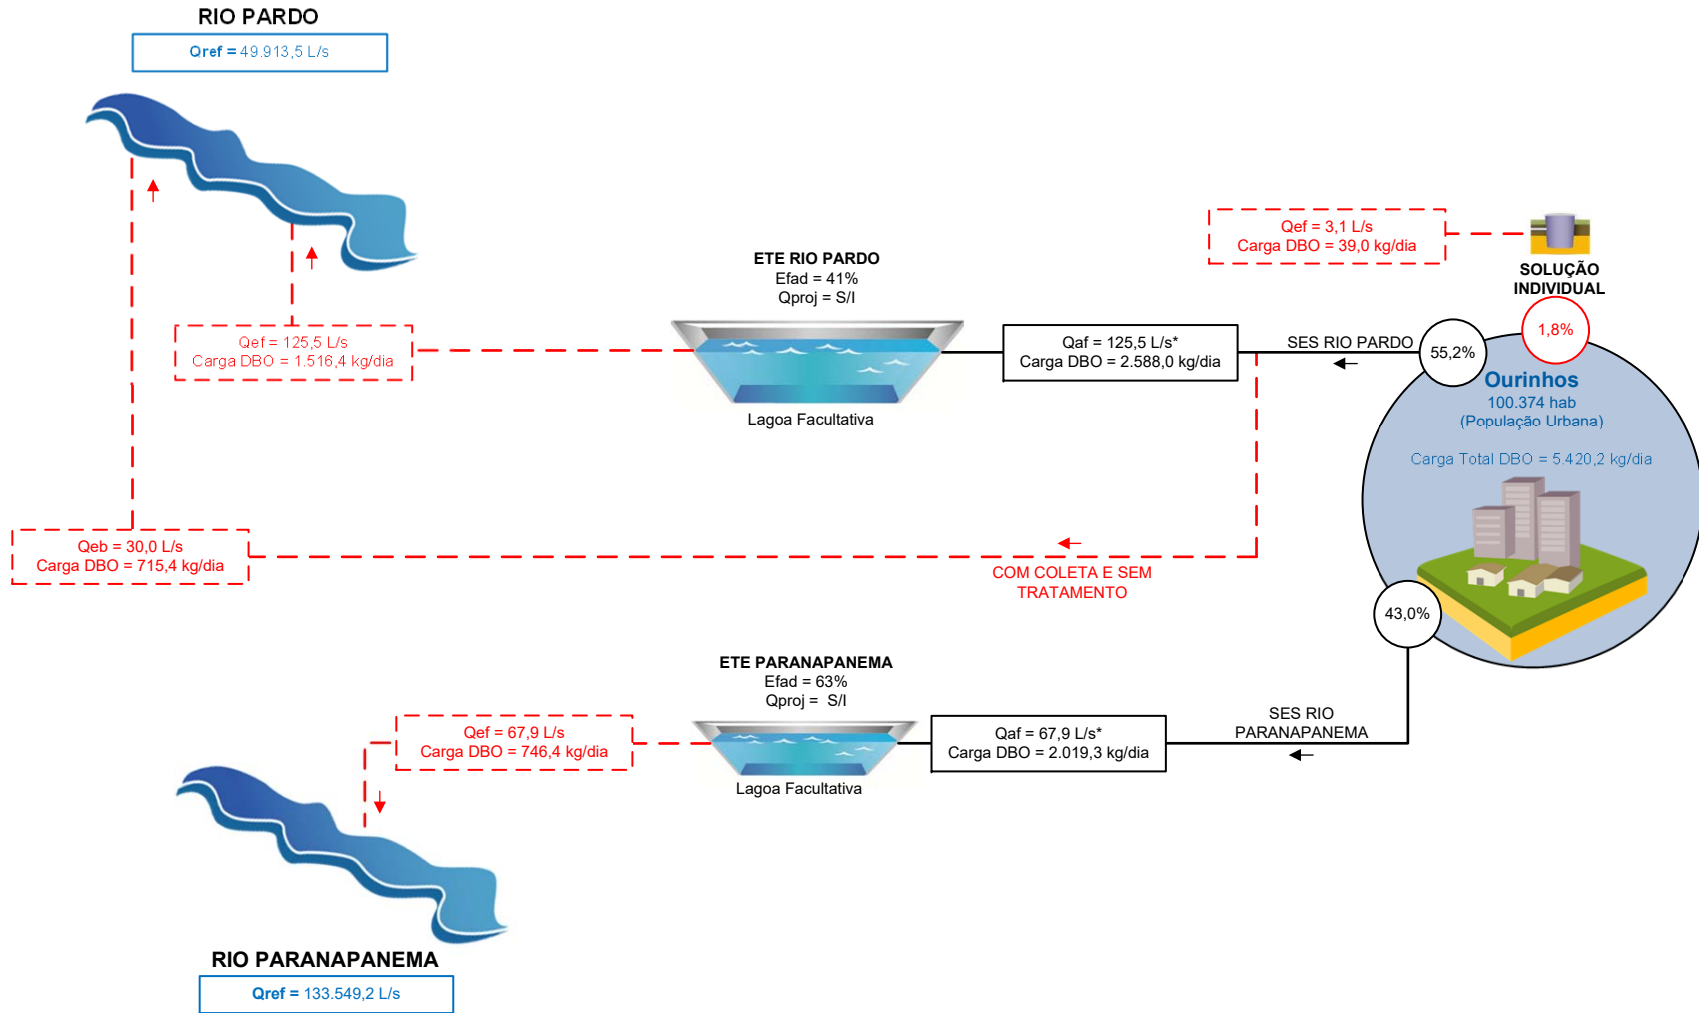 RIO PARDO
Qref = 49.913,5 L/s
Qef = 3,1 L/s
Carga DBO = 39,0 kg/dia
SOLUÇÃO
INDIVIDUAL
1,8%
ETE RIO PARDO
Efad = 41%
Qproj = S/I
Lagoa Facultativa
Qef = 125,5 L/s
Carga DBO = 1.516,4 kg/dia
Qaf = 125,5 L/s*
Carga DBO = 2.588,0 kg/dia
SES RIO PARDO
55,2%
Ourinhos
100.374 hab
(População Urbana)
Carga Total DBO = 5.420,2 kg/dia
Qeb = 30,0 L/s
Carga DBO = 715,4 kg/dia
COM COLETA E SEM
TRATAMENTO
43,0%
ETE PARANAPANEMA
Efad = 63%
Qproj = S/I
Lagoa Facultativa
Qef = 67,9 L/s
Carga DBO = 746,4 kg/dia
Qaf = 67,9 L/s*
Carga DBO = 2.019,3 kg/dia
SES RIO
PARANAPANEMA
RIO PARANAPANEMA
Qref = 133.549,2 L/s